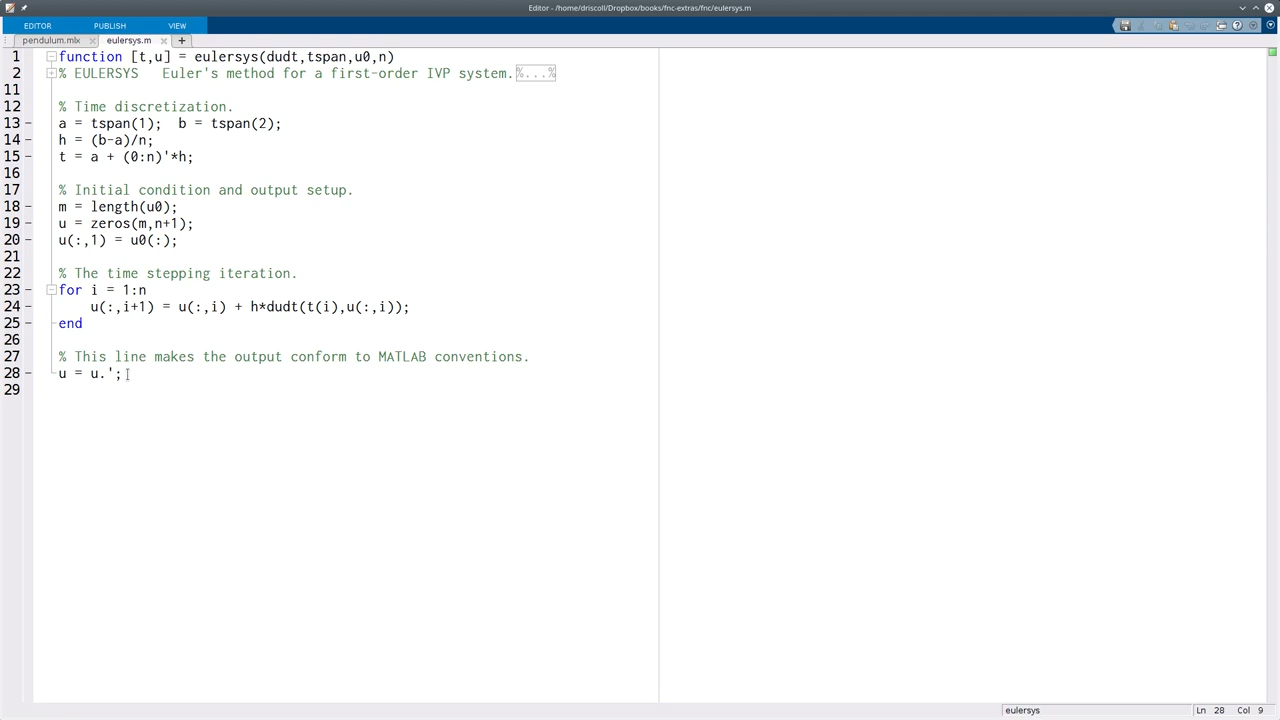 Editor - /home/driscoll/Dropbox/books/fnc-extras/fnc/eulersys.m
EDITOR PUBLISH VIEW
pendulum.mlx eulersys.m
1 function [t,u] = eulersys(dudt,tspan,u0,n)
2 % EULERSYS   Euler's method for a first-order IVP system.%...%
11
12 % Time discretization.
13 a = tspan(1);  b = tspan(2);
14 h = (b-a)/n;
15 t = a + (0:n)'*h;
16
17 % Initial condition and output setup.
18 m = length(u0);
19 u = zeros(m,n+1);
20 u(:,1) = u0(:);
21
22 % The time stepping iteration.
23 for i = 1:n
24     u(:,i+1) = u(:,i) + h*dudt(t(i),u(:,i));
25 end
26
27 % This line makes the output conform to MATLAB conventions.
28 u = u.';
29
eulersys Ln 28 Col 9